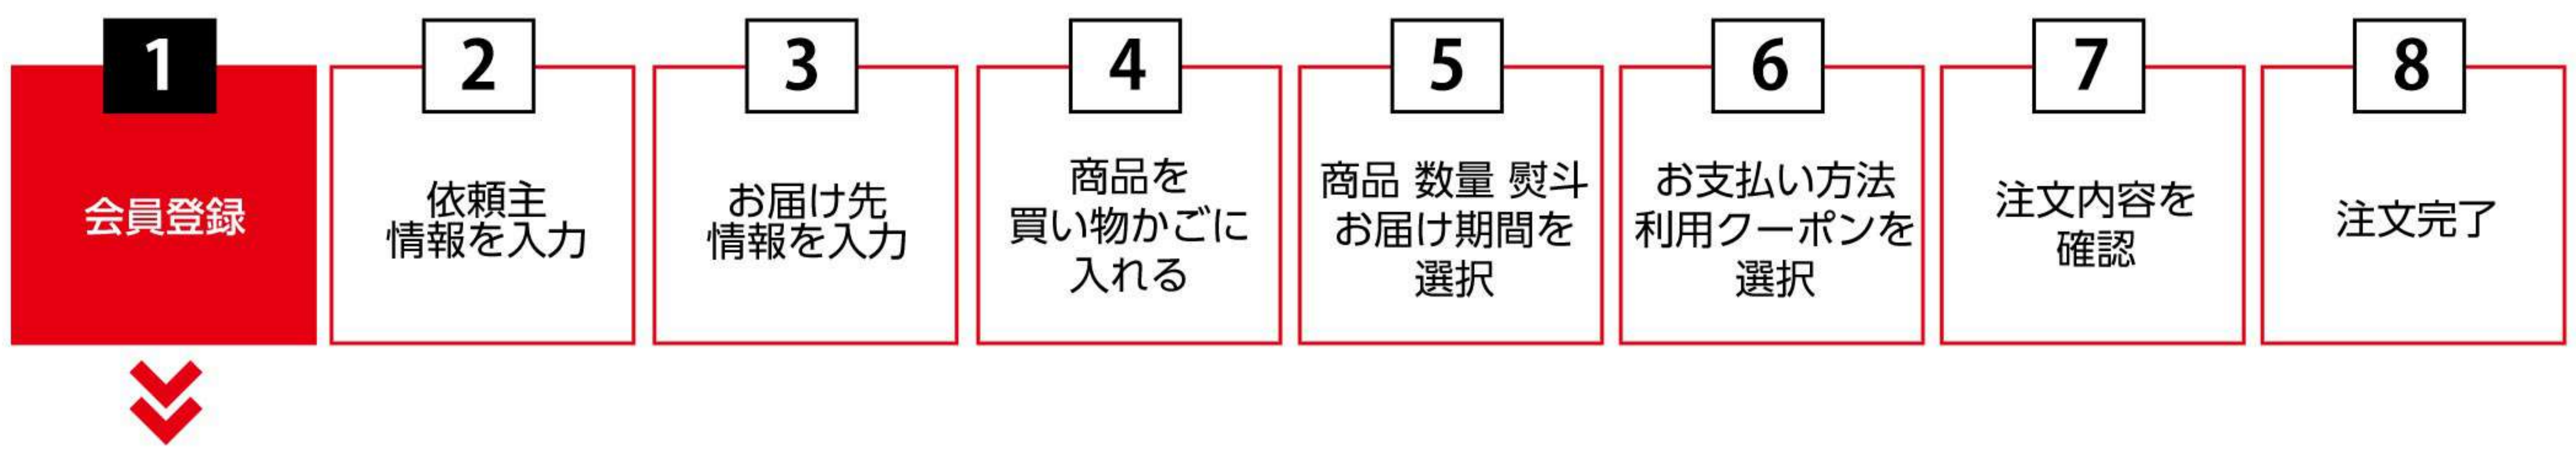 1
会員登録
2
依頼主
情報を入力
3
お届け先
情報を入力
4
商品を
買い物かごに
入れる
5
商品 数量 熨斗
お届け期間を
選択
6
お支払い方法
利用クーポンを
選択
7
注文内容を
確認
8
注文完了